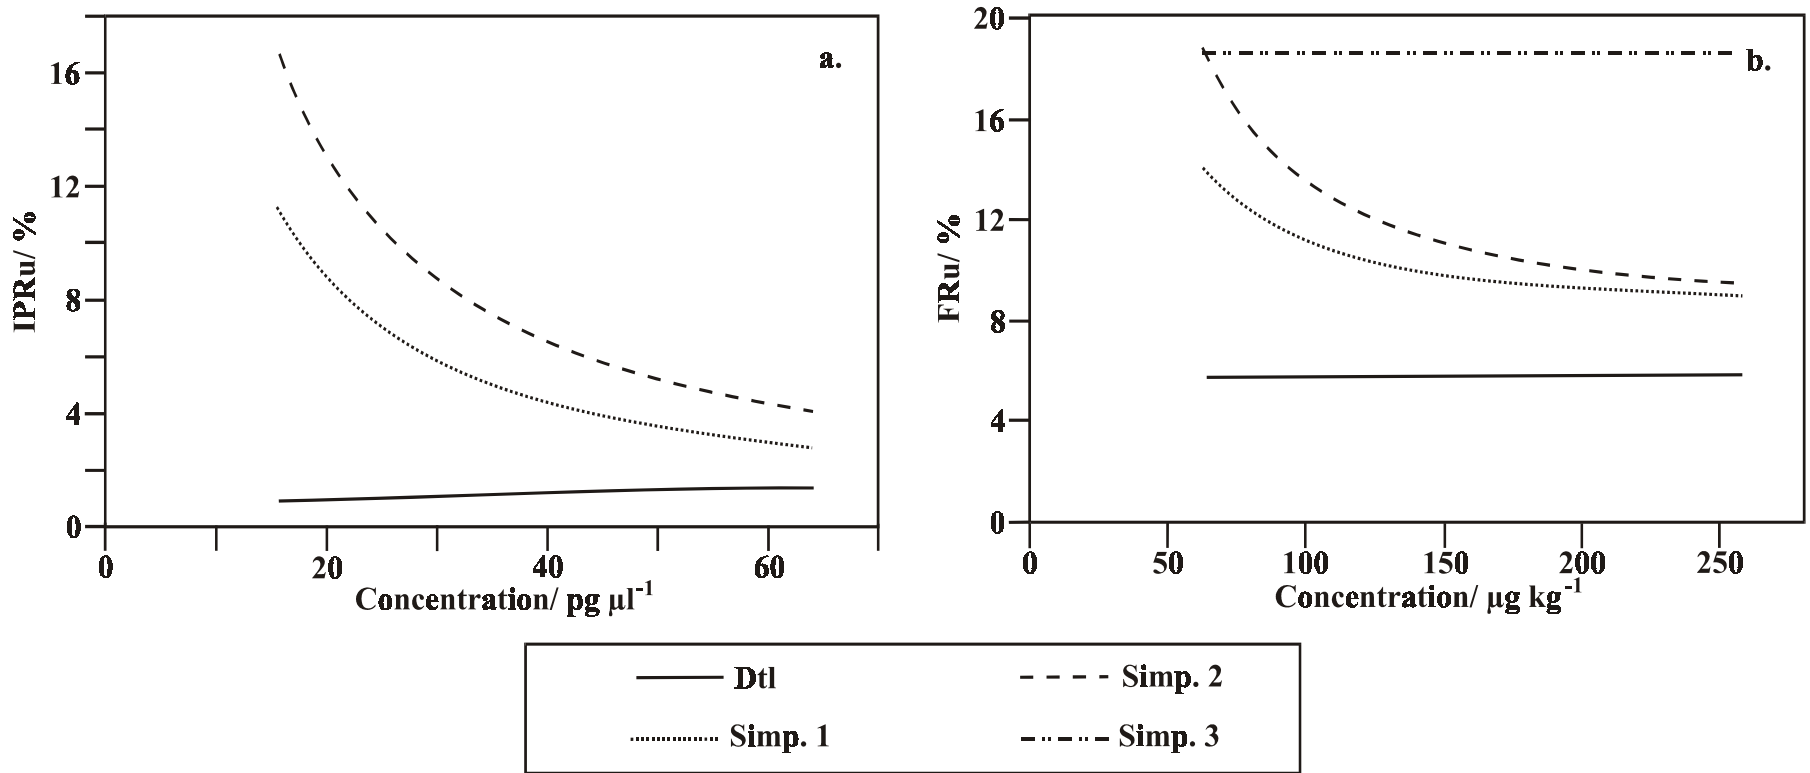 a.
16
12
8
4
0
IPRu/ %
0 20 40 60
Concentration/ pg µl-1
b.
20
16
12
8
4
0
FRu/ %
0 50 100 150 200 250
Concentration/ µg kg-1
Dtl Simp. 2
Simp. 1 Simp. 3